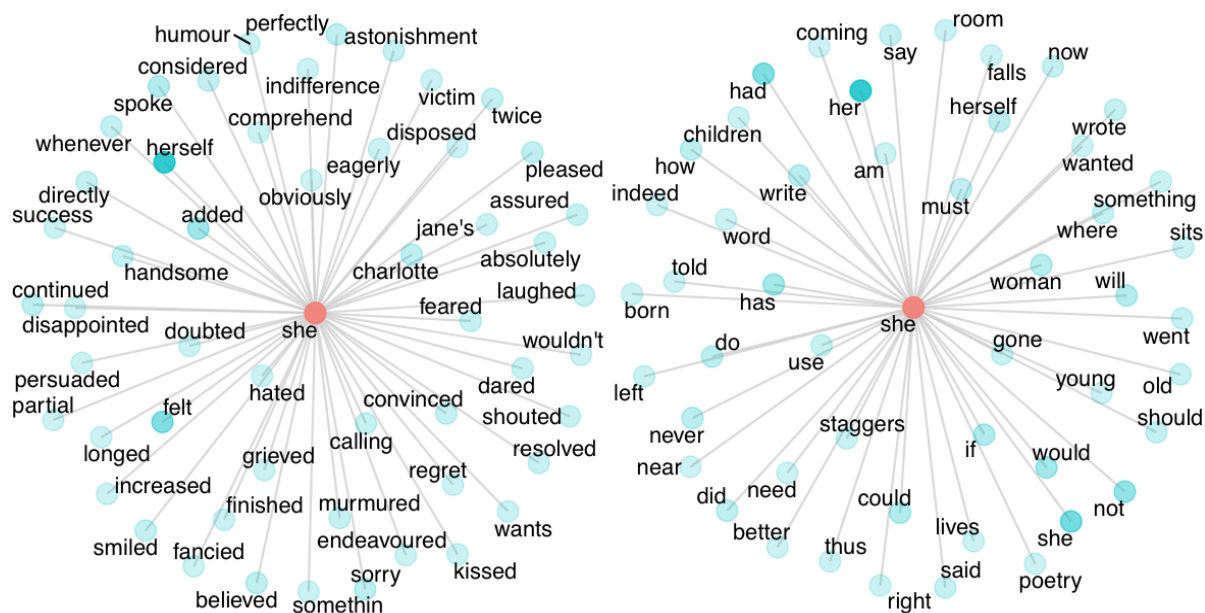 humour perfectly astonishment
considered indifference
spoke comprehend victim
whenever herself disposed twice
eagerly
directly obviously pleased
success added assured
jane's
handsome charlotte absolutely
continued feared laughed
disappointed doubted she
wouldn't
persuaded dared
partial hated convinced shouted
felt calling resolved
longed grieved regret
increased finished murmured wants
smiled fancied endeavoured
believed somethin sorry kissed
coming say room
had falls now
her herself
children wrote
how am wanted
indeed write must something
word where sits
told woman will
born has she
went
do use gone
left young old
never staggers should
near if would
did need could not
better thus lives she
said poetry
right